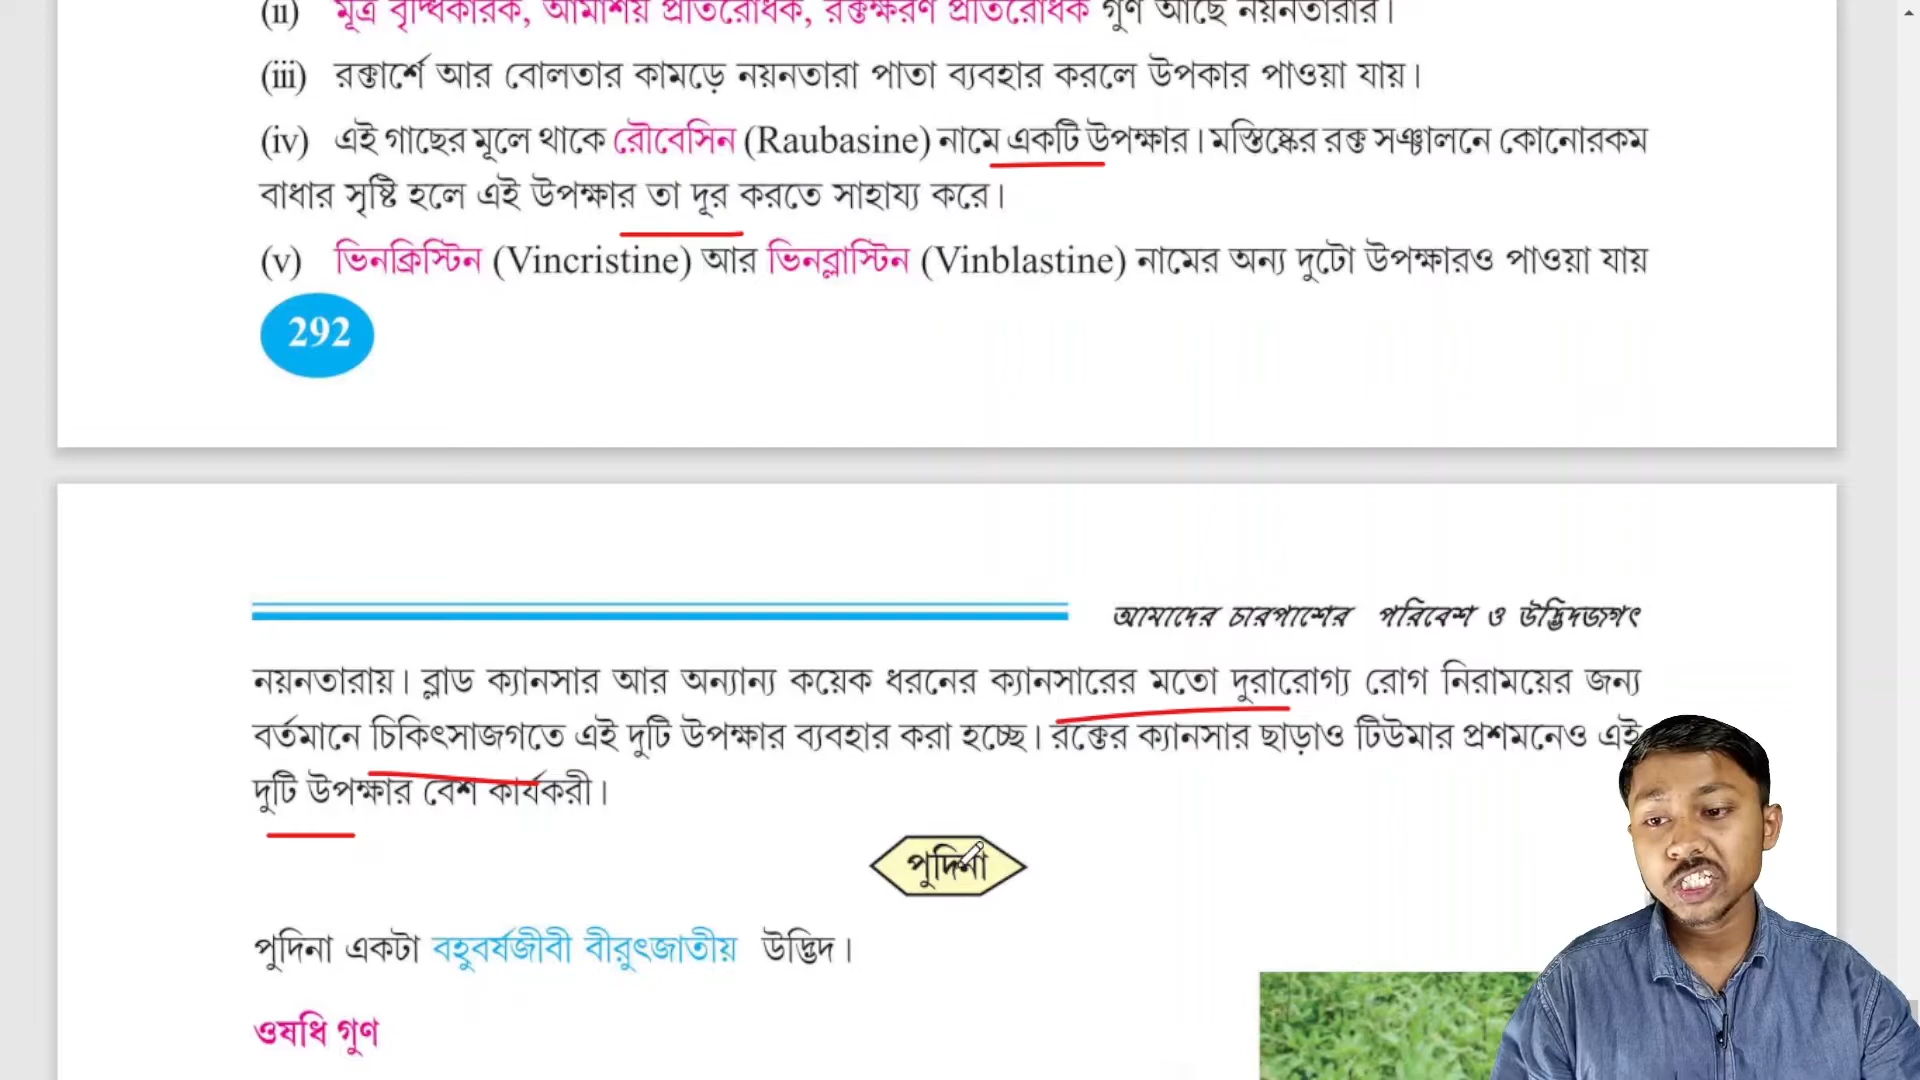 (ii) মূত্র বৃদ্ধিকারক, আমাশয় প্রতিরোধক, রক্তক্ষরণ প্রতিরোধক গুণ আছে নয়নতারার।
(iii) রক্তার্শে আর বোলতার কামড়ে নয়নতারা পাতা ব্যবহার করলে উপকার পাওয়া যায়।
(iv) এই গাছের মূলে থাকে রৌবেসিন (Raubasine) নামে একটি উপক্ষার। মস্তিষ্কের রক্ত সঞ্চালনে কোনোরকম
বাধার সৃষ্টি হলে এই উপক্ষার তা দূর করতে সাহায্য করে।
(v) ভিনক্রিস্টিন (Vincristine) আর ভিনব্লাস্টিন (Vinblastine) নামের অন্য দুটো উপক্ষারও পাওয়া যায়
292
আমাদের চারপাশের পরিবেশ ও উদ্ভিদজগৎ
নয়নতারায়। ব্লাড ক্যানসার আর অন্যান্য কয়েক ধরনের ক্যানসারের মতো দুরারোগ্য রোগ নিরাময়ের জন্য
বর্তমানে চিকিৎসাজগতে এই দুটি উপক্ষার ব্যবহার করা হচ্ছে। রক্তের ক্যানসার ছাড়াও টিউমার প্রশমনেও এই
দুটি উপক্ষার বেশ কার্যকরী।
পুদিনা
পুদিনা একটা বহুবর্ষজীবী বীরুৎজাতীয় উদ্ভিদ।
ওষধি গুণ